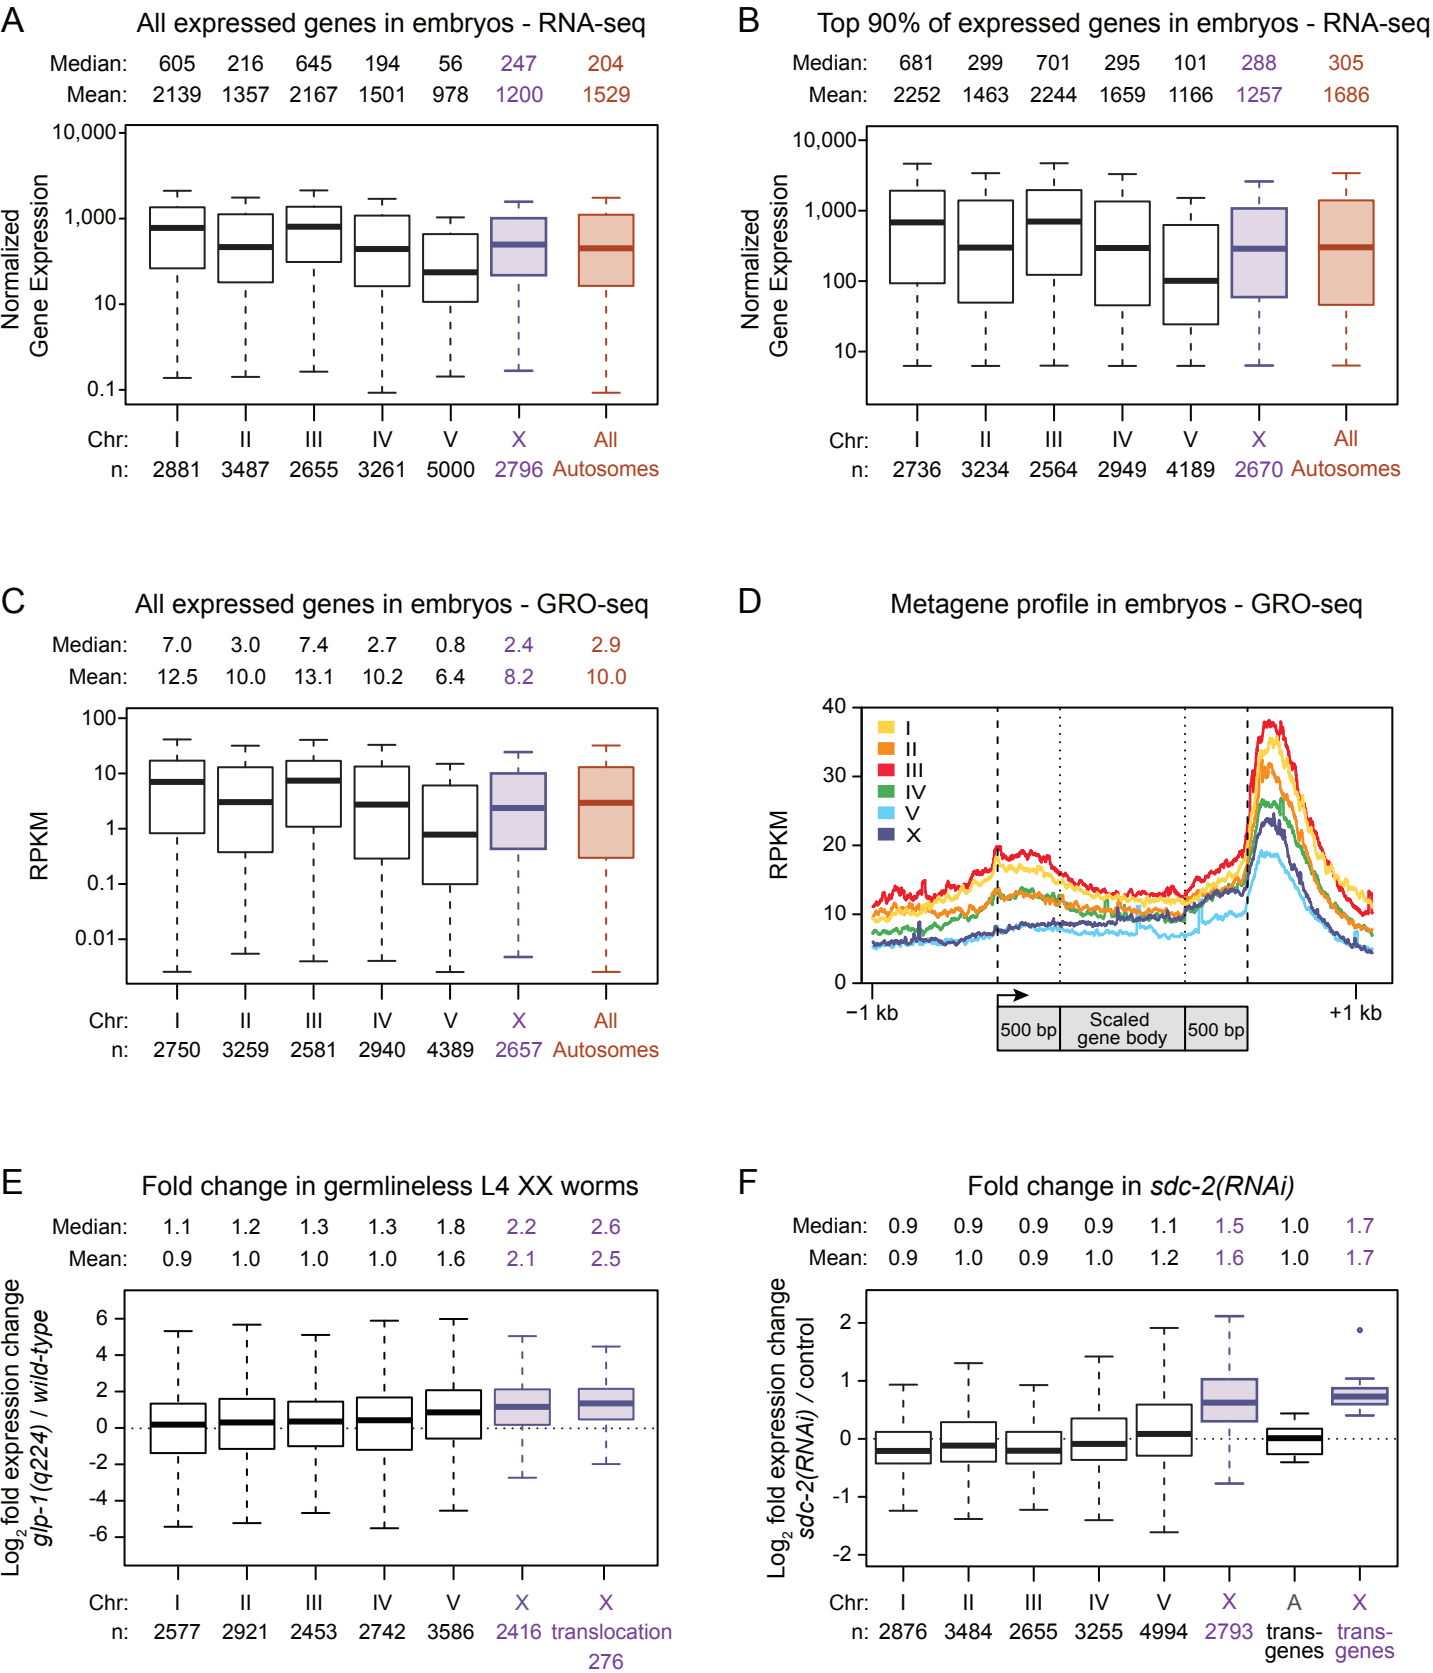 A
All expressed genes in embryos - RNA-seq
Median: 605 216 645 194 56 247 204
Mean: 2139 1357 2167 1501 978 1200 1529
Normalized
Gene Expression
10,000
1,000
10
0.1
Chr: I II III IV V X All
n: 2881 3487 2655 3261 5000 2796 Autosomes
B
Top 90% of expressed genes in embryos - RNA-seq
Median: 681 299 701 295 101 288 305
Mean: 2252 1463 2244 1659 1166 1257 1686
Normalized
Gene Expression
10,000
1,000
100
10
Chr: I II III IV V X All
n: 2736 3234 2564 2949 4189 2670 Autosomes
C
All expressed genes in embryos - GRO-seq
Median: 7.0 3.0 7.4 2.7 0.8 2.4 2.9
Mean: 12.5 10.0 13.1 10.2 6.4 8.2 10.0
RPKM
100
10
1
0.1
0.01
Chr: I II III IV V X All
n: 2750 3259 2581 2940 4389 2657 Autosomes
D
Metagene profile in embryos - GRO-seq
RPKM
40
30
20
10
0
I
II
III
IV
V
X
−1 kb
+1 kb
500 bp
Scaled
gene body
500 bp
E
Fold change in germlineless L4 XX worms
Median: 1.1 1.2 1.3 1.3 1.8 2.2 2.6
Mean: 0.9 1.0 1.0 1.0 1.6 2.1 2.5
Log2 fold expression change
glp-1(q224) / wild-type
6
4
2
0
-2
-4
-6
Chr: I II III IV V X X
n: 2577 2921 2453 2742 3586 2416 translocation
276
F
Fold change in sdc-2(RNAi)
Median: 0.9 0.9 0.9 0.9 1.1 1.5 1.0 1.7
Mean: 0.9 1.0 0.9 1.0 1.2 1.6 1.0 1.7
Log2 fold expression change
sdc-2(RNAi) / control
2
1
0
-1
-2
Chr: I II III IV V X A X
n: 2876 3484 2655 3255 4994 2793 trans- trans-
genes genes